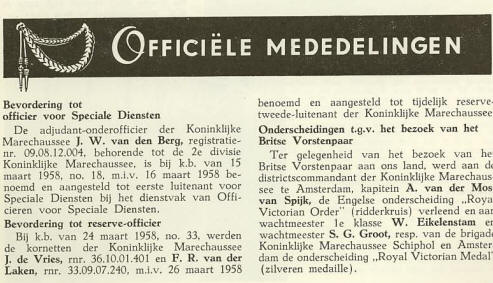 OFFICIËLE MEDEDELINGEN
Bevordering tot
officier voor Speciale Diensten
De adjudant-onderofficier der Koninklijke
Marechaussee J. W. van den Berg, registratie-
nr. 09.08.12.004, behorende tot de 2e divisie
Koninklijke Marechaussee, is bij k.b. van 15
maart 1958, no. 18, m.i.v. 16 maart 1958 be-
noemd en aangesteld tot eerste luitenant voor
Speciale Diensten bij het dienstvak van Offi-
cieren voor Speciale Diensten.
Bevordering tot reserve-officier
Bij k.b. van 24 maart 1958, no. 33, werden
de kornetten der Koninklijke Marechaussee
J. de Vries, rnr. 36.10.01.401 en F. R. van der
Laken, rnr. 33.09.07.240, m.i.v. 26 maart 1958
benoemd en aangesteld tot tijdelijk reserve-
tweede-luitenant der Koninklijke Marechaussee
Onderscheidingen t.g.v. het bezoek van het
Britse Vorstenpaar
Ter gelegenheid van het bezoek van het
Britse Vorstenpaar aan ons land, werd aan de
districtscommandant der Koninklijke Marechaus-
see te Amsterdam, kapitein A. van der Mos
van Spijk, de Engelse onderscheiding „Royal
Victorian Order” (ridderkruis) verleend en aan
wachtmeester 1e klasse W. Eikelenstam en
wachtmeester S. G. Groot, resp. van de brigade
Koninklijke Marechaussee Schiphol en Amster
dam de onderscheiding „Royal Victorian Medal”
(zilveren medaille).